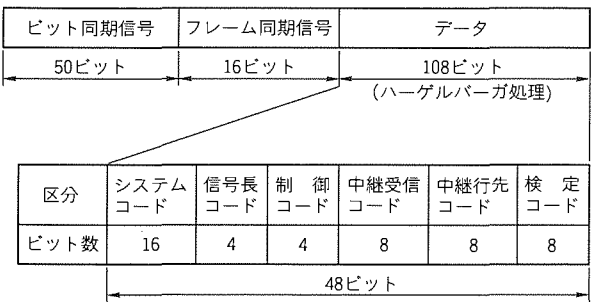 ビット同期信号 フレーム同期信号 データ
50ビット 16ビット 108ビット
(ハーゲルバーガ処理)
区分 システムコード 信号長コード 制御コード 中継受信コード 中継行先コード 検定コード
ビット数 16 4 4 8 8 8
48ビット